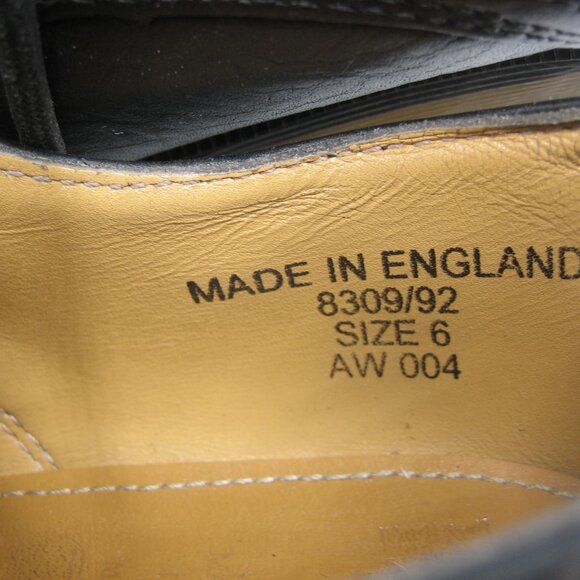 MADE IN ENGLAND
8309/92
SIZE 6
AW 004